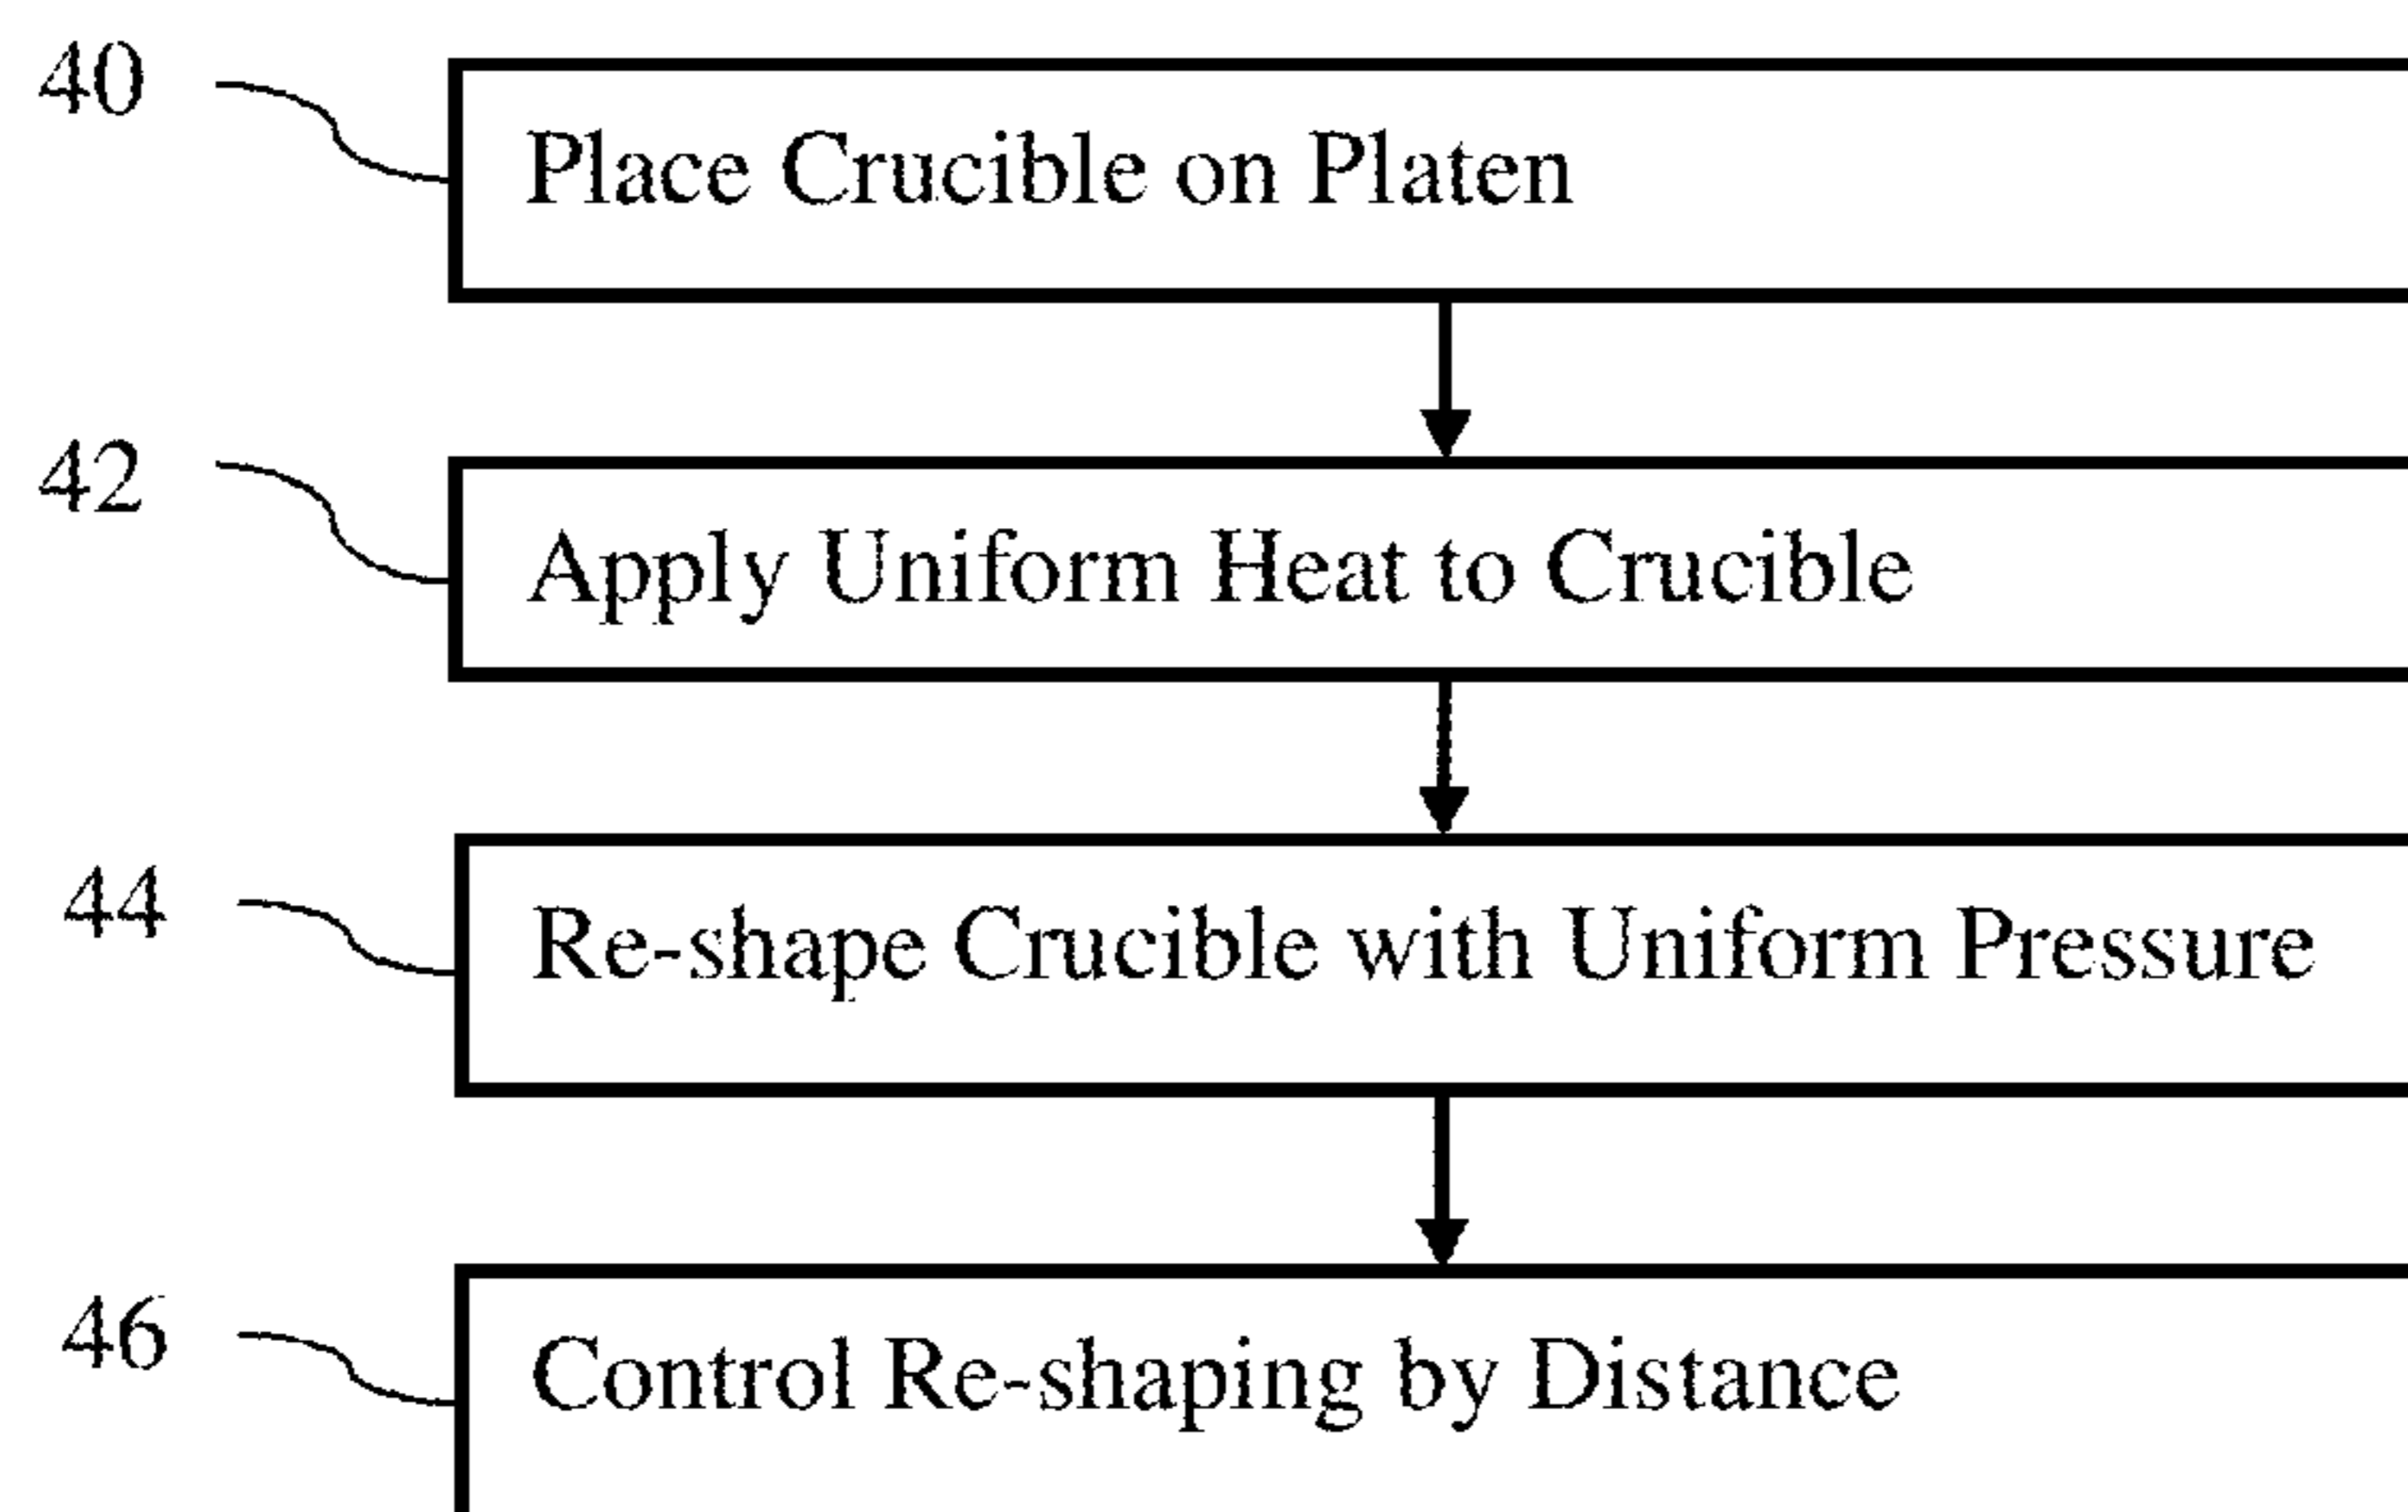 40
Place Crucible on Platen
42
Apply Uniform Heat to Crucible
44
Re-shape Crucible with Uniform Pressure
46
Control Re-shaping by Distance